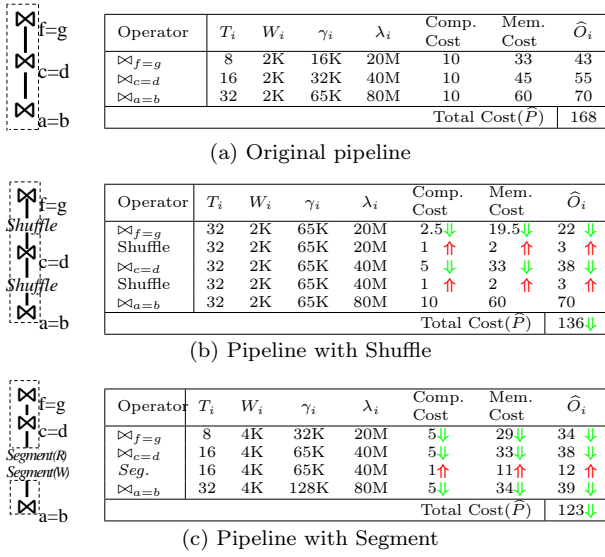 f=g
c=d
a=b
Operator T_i W_i γ_i λ_i Comp. Cost Mem. Cost Ô_i
⋈_{f=g} 8 2K 16K 20M 10 33 43
⋈_{c=d} 16 2K 32K 40M 10 45 55
⋈_{a=b} 32 2K 65K 80M 10 60 70
Total Cost(P̂) 168
(a) Original pipeline
f=g
Shuffle
c=d
Shuffle
a=b
Operator T_i W_i γ_i λ_i Comp. Cost Mem. Cost Ô_i
⋈_{f=g} 32 2K 65K 20M 2.5⇓ 19.5⇓ 22 ⇓
Shuffle 32 2K 65K 20M 1 ⇑ 2 ⇑ 3 ⇑
⋈_{c=d} 32 2K 65K 40M 5 ⇓ 33 ⇓ 38 ⇓
Shuffle 32 2K 65K 40M 1 ⇑ 2 ⇑ 3 ⇑
⋈_{a=b} 32 2K 65K 80M 10 60 70
Total Cost(P̂) 136⇓
(b) Pipeline with Shuffle
f=g
c=d
Segment(R)
Segment(W)
a=b
Operator T_i W_i γ_i λ_i Comp. Cost Mem. Cost Ô_i
⋈_{f=g} 8 4K 32K 20M 5⇓ 29⇓ 34 ⇓
⋈_{c=d} 16 4K 65K 40M 5⇓ 33⇓ 38 ⇓
Seg. 16 4K 65K 40M 1⇑ 11⇑ 12 ⇑
⋈_{a=b} 32 4K 128K 80M 5⇓ 34⇓ 39 ⇓
Total Cost(P̂) 123⇓
(c) Pipeline with Segment